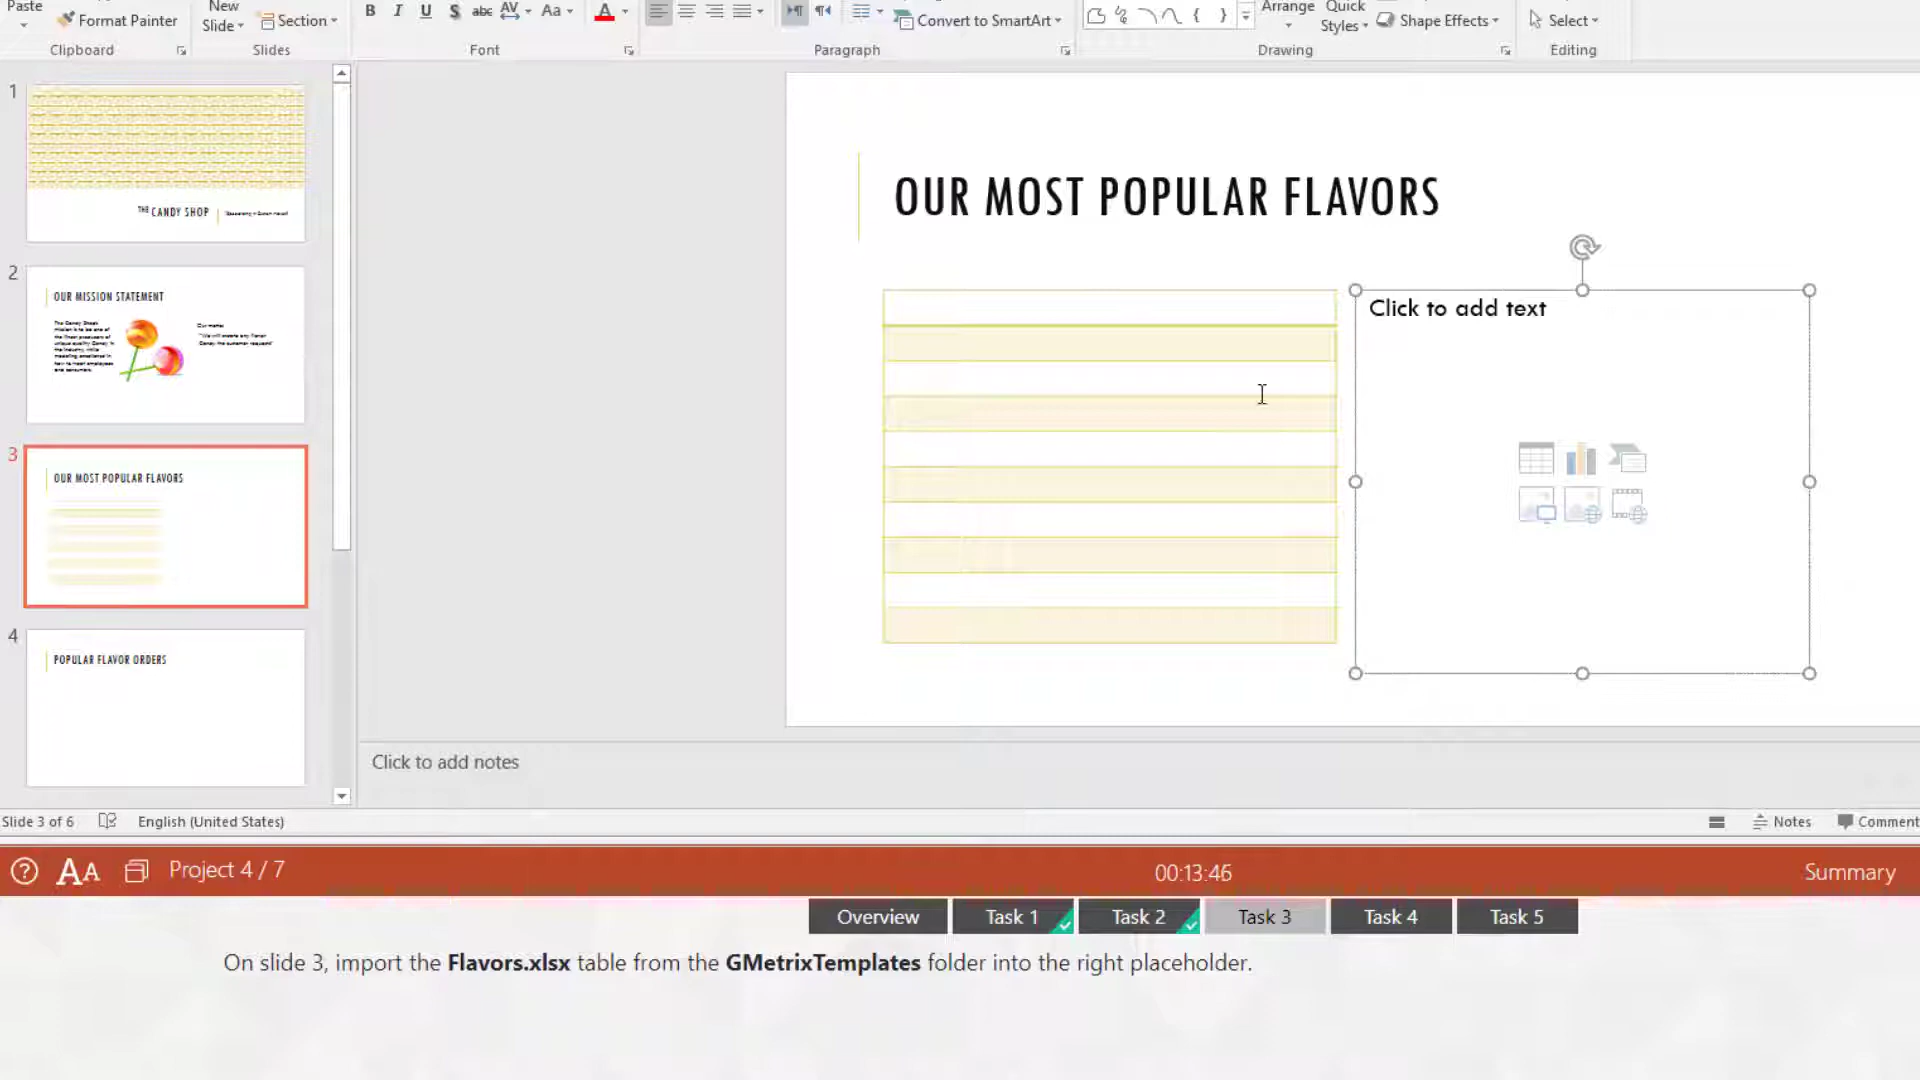 Paste
Format Painter
Clipboard
New
Slide
Section
Slides
B I U S abc AV Aa A
Font
Convert to SmartArt
Paragraph
Arrange
Quick
Styles
Shape Effects
Drawing
Select
Editing
1
THE CANDY SHOP
2
OUR MISSION STATEMENT
3
OUR MOST POPULAR FLAVORS
4
POPULAR FLAVOR ORDERS
OUR MOST POPULAR FLAVORS
Click to add text
Click to add notes
Slide 3 of 6
English (United States)
Notes
Comment
? AA Project 4 / 7
00:13:46
Summary
Overview
Task 1
Task 2
Task 3
Task 4
Task 5
On slide 3, import the Flavors.xlsx table from the GMetrixTemplates folder into the right placeholder.